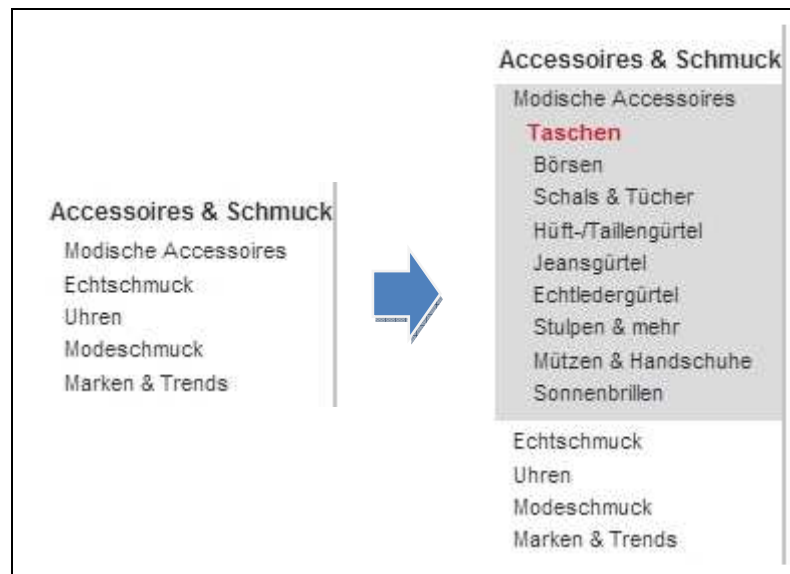 Accessoires & Schmuck
Modische Accessoires
Echtschmuck
Uhren
Modeschmuck
Marken & Trends
Accessoires & Schmuck
Modische Accessoires
Taschen
Börsen
Schals & Tücher
Hüft-/Taillengürtel
Jeansgürtel
Echtledergürtel
Stulpen & mehr
Mützen & Handschuhe
Sonnenbrillen
Echtschmuck
Uhren
Modeschmuck
Marken & Trends